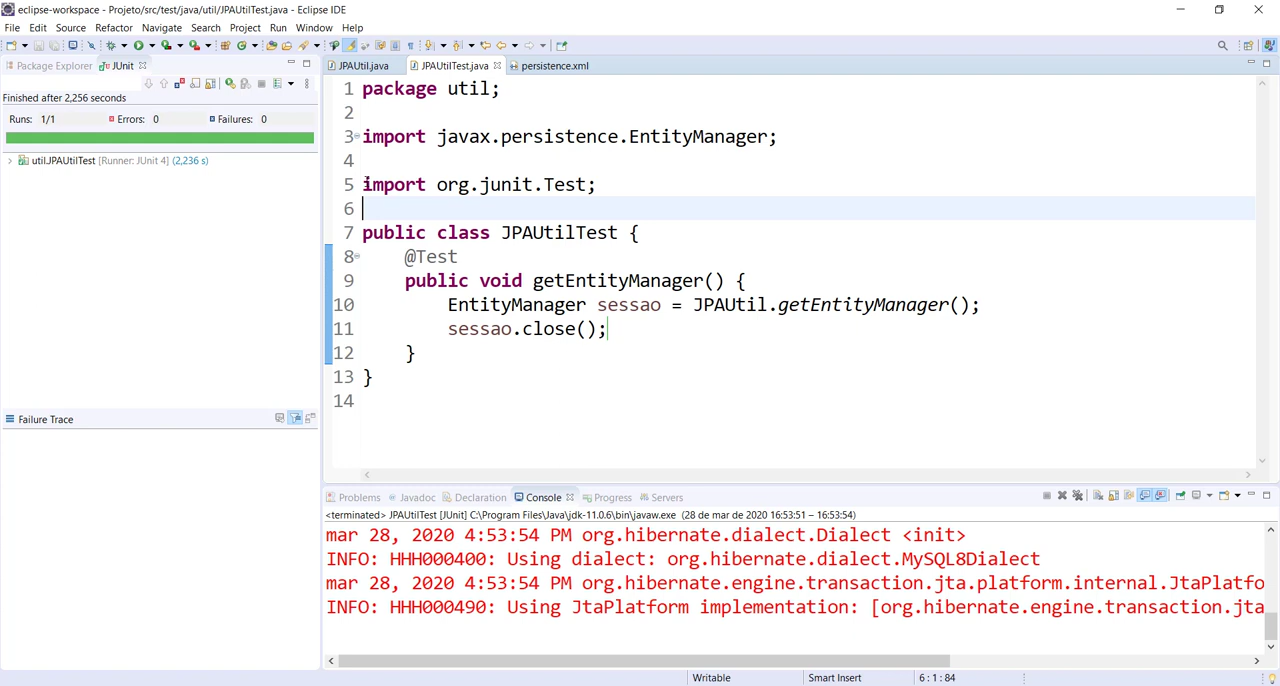 eclipse-workspace - Projeto/src/test/java/util/JPAUtilTest.java - Eclipse IDE
File Edit Source Refactor Navigate Search Project Run Window Help
Package Explorer JUnit
Finished after 2,256 seconds
Runs: 1/1 Errors: 0 Failures: 0
util.JPAUtilTest [Runner: JUnit 4] (2,236 s)
Failure Trace
JPAUtil.java JPAUtilTest.java persistence.xml
1 package util;
2
3 import javax.persistence.EntityManager;
4
5 import org.junit.Test;
6
7 public class JPAUtilTest {
8 @Test
9 public void getEntityManager() {
10 EntityManager sessao = JPAUtil.getEntityManager();
11 sessao.close();
12 }
13 }
14
Problems Javadoc Declaration Console Progress Servers
<terminated> JPAUtilTest [JUnit] C:\Program Files\Java\jdk-11.0.6\bin\javaw.exe (28 de mar de 2020 16:53:51 – 16:53:54)
mar 28, 2020 4:53:54 PM org.hibernate.dialect.Dialect <init>
INFO: HHH000400: Using dialect: org.hibernate.dialect.MySQL8Dialect
mar 28, 2020 4:53:54 PM org.hibernate.engine.transaction.jta.platform.internal.JtaPlatfo
INFO: HHH000490: Using JtaPlatform implementation: [org.hibernate.engine.transaction.jta
Writable Smart Insert 6 : 1 : 84